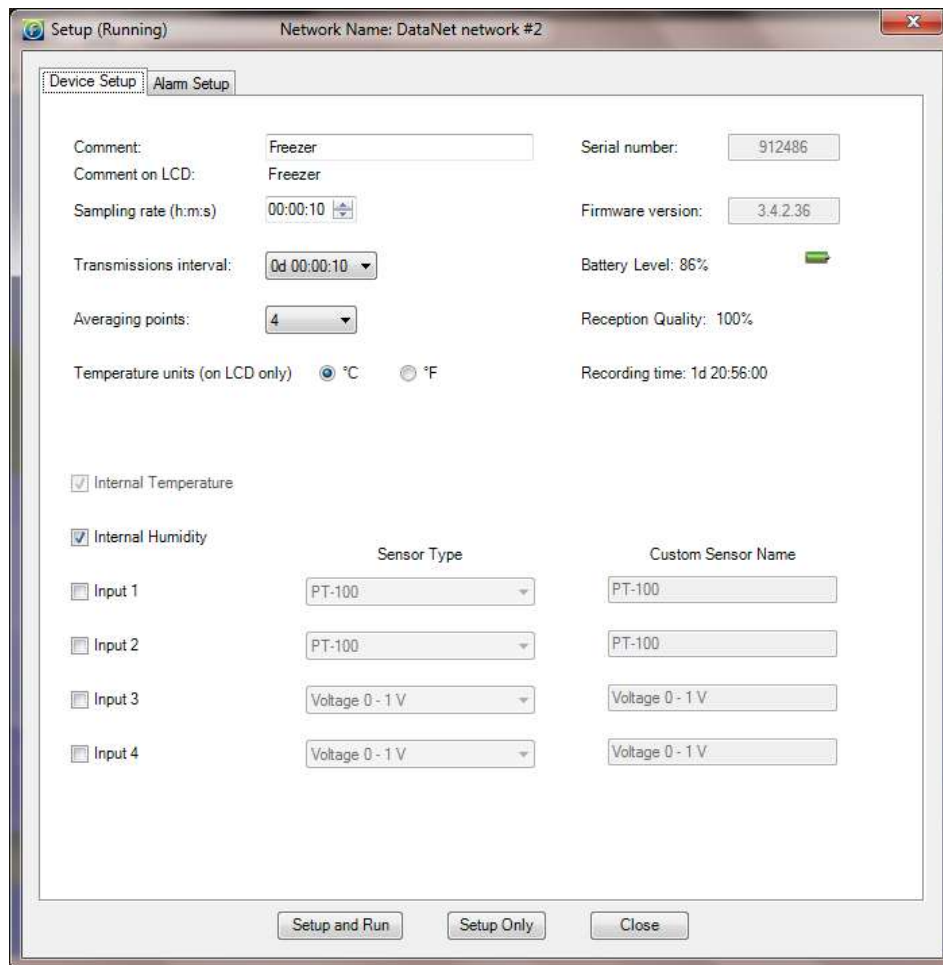 Setup (Running) Network Name: DataNet network #2
Device Setup Alarm Setup
Comment: Freezer Serial number: 912486
Comment on LCD: Freezer
Sampling rate (h:m:s) 00:00:10 Firmware version: 3.4.2.36
Transmissions interval: 0d 00:00:10 Battery Level: 86%
Averaging points: 4 Reception Quality: 100%
Temperature units (on LCD only) °C °F Recording time: 1d 20:56:00
Internal Temperature
Internal Humidity
Sensor Type Custom Sensor Name
Input 1 PT-100 PT-100
Input 2 PT-100 PT-100
Input 3 Voltage 0 - 1 V Voltage 0 - 1 V
Input 4 Voltage 0 - 1 V Voltage 0 - 1 V
Setup and Run Setup Only Close